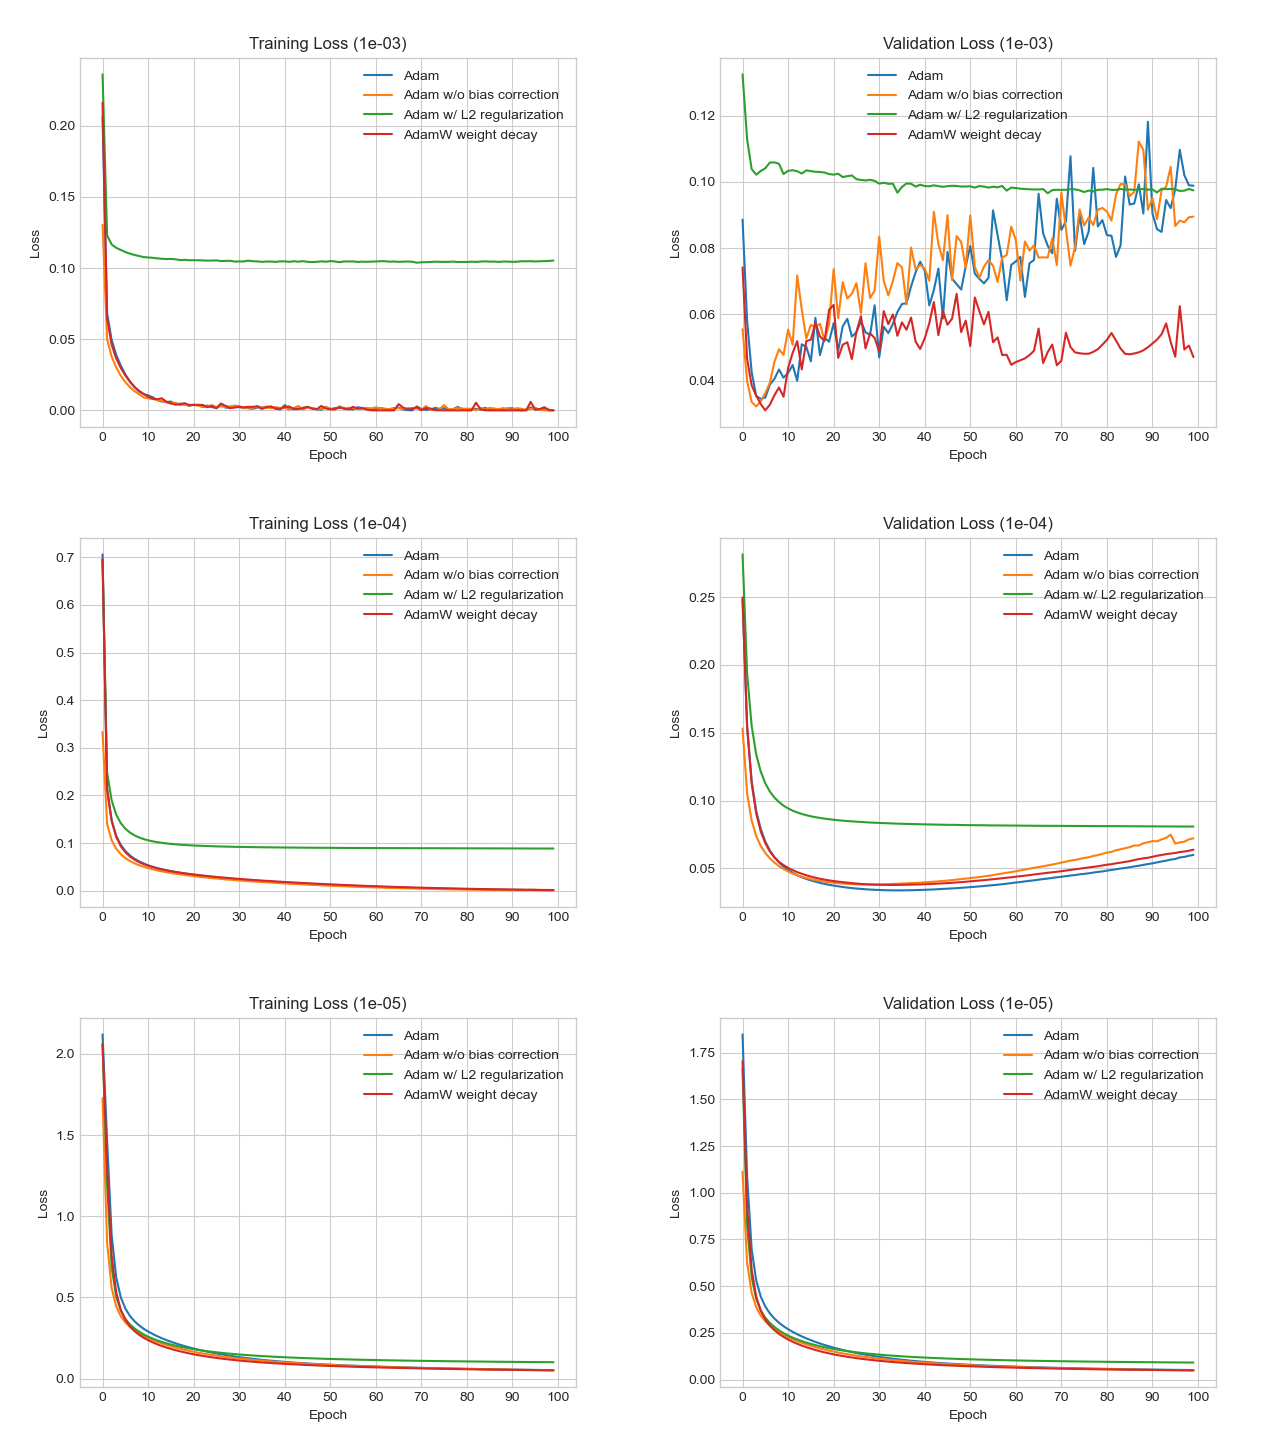 Training Loss (1e-03)
Loss
0.20
0.15
0.10
0.05
0.00
Adam
Adam w/o bias correction
Adam w/ L2 regularization
AdamW weight decay
0 10 20 30 40 50 60 70 80 90 100
Epoch
Validation Loss (1e-03)
Loss
0.12
0.10
0.08
0.06
0.04
Adam
Adam w/o bias correction
Adam w/ L2 regularization
AdamW weight decay
0 10 20 30 40 50 60 70 80 90 100
Epoch
Training Loss (1e-04)
Loss
0.7
0.6
0.5
0.4
0.3
0.2
0.1
0.0
Adam
Adam w/o bias correction
Adam w/ L2 regularization
AdamW weight decay
0 10 20 30 40 50 60 70 80 90 100
Epoch
Validation Loss (1e-04)
Loss
0.25
0.20
0.15
0.10
0.05
Adam
Adam w/o bias correction
Adam w/ L2 regularization
AdamW weight decay
0 10 20 30 40 50 60 70 80 90 100
Epoch
Training Loss (1e-05)
Loss
2.0
1.5
1.0
0.5
0.0
Adam
Adam w/o bias correction
Adam w/ L2 regularization
AdamW weight decay
0 10 20 30 40 50 60 70 80 90 100
Epoch
Validation Loss (1e-05)
Loss
1.75
1.50
1.25
1.00
0.75
0.50
0.25
0.00
Adam
Adam w/o bias correction
Adam w/ L2 regularization
AdamW weight decay
0 10 20 30 40 50 60 70 80 90 100
Epoch